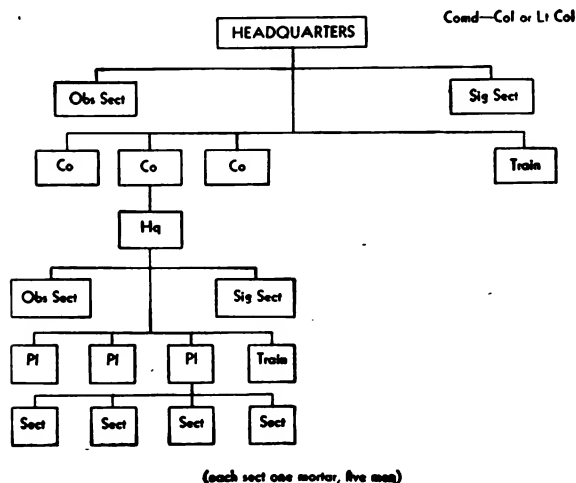 Comd—Col or Lt Col
HEADQUARTERS
Obs Sect
Sig Sect
Co
Co
Co
Train
Hq
Obs Sect
Sig Sect
Pl
Pl
Pl
Train
Sect
Sect
Sect
Sect
(each sect one mortar, five men)